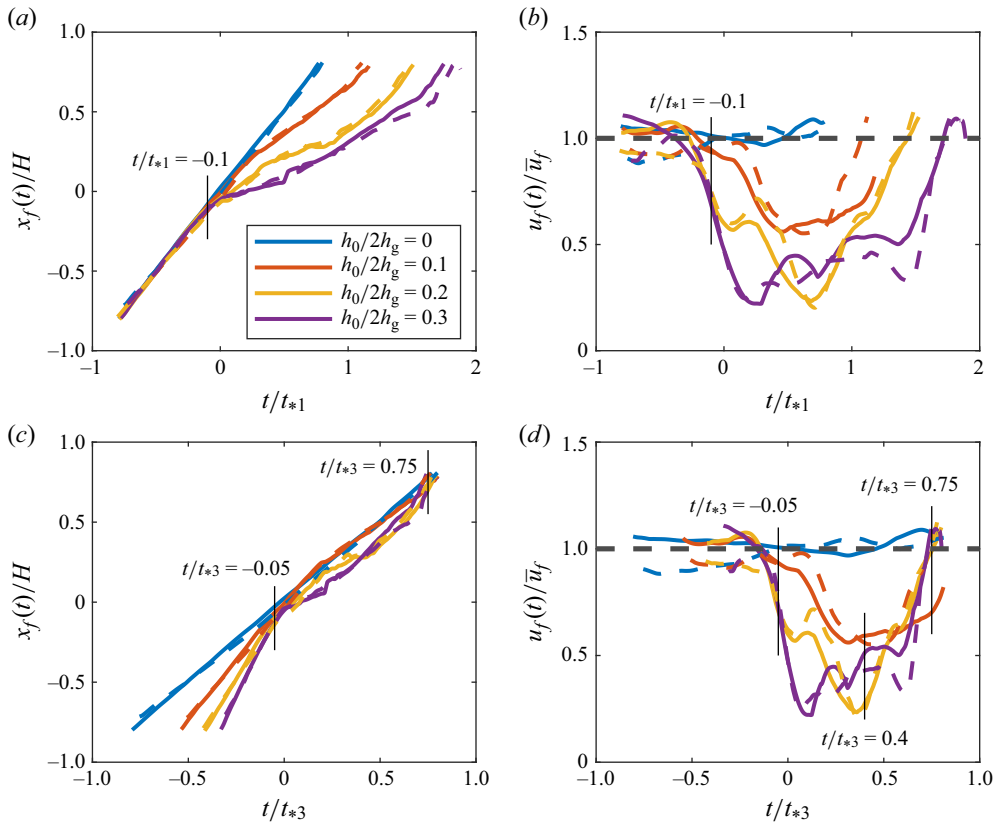 (a)
1.0
0.5
0
−0.5
−1.0
x_f(t)/H
t/t_{*1} = −0.1
h_0/2h_g = 0
h_0/2h_g = 0.1
h_0/2h_g = 0.2
h_0/2h_g = 0.3
−1 0 1 2
t/t_{*1}
(b)
1.5
1.0
0.5
0
u_f(t)/u̅_f
t/t_{*1} = −0.1
−1 0 1 2
t/t_{*1}
(c)
1.0
0.5
0
−0.5
−1.0
x_f(t)/H
t/t_{*3} = 0.75
t/t_{*3} = −0.05
−1.0 −0.5 0 0.5 1.0
t/t_{*3}
(d)
1.5
1.0
0.5
0
u_f(t)/u̅_f
t/t_{*3} = 0.75
t/t_{*3} = −0.05
t/t_{*3} = 0.4
−1.0 −0.5 0 0.5 1.0
t/t_{*3}